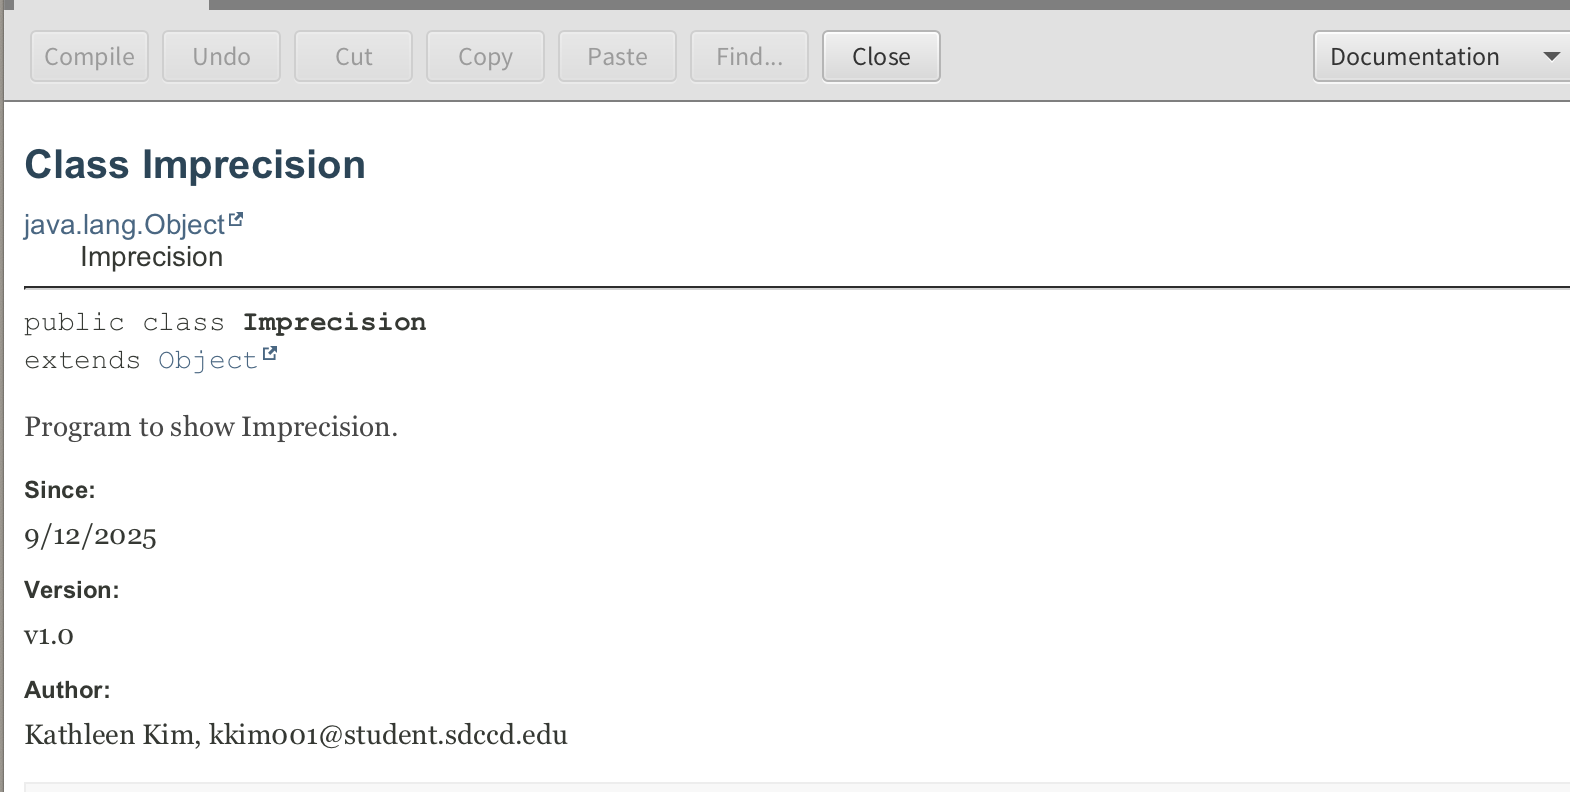 Compile Undo Cut Copy Paste Find... Close Documentation
Class Imprecision
java.lang.Object
Imprecision
public class Imprecision
extends Object
Program to show Imprecision.
Since:
9/12/2025
Version:
v1.0
Author:
Kathleen Kim, kkim001@student.sdccd.edu